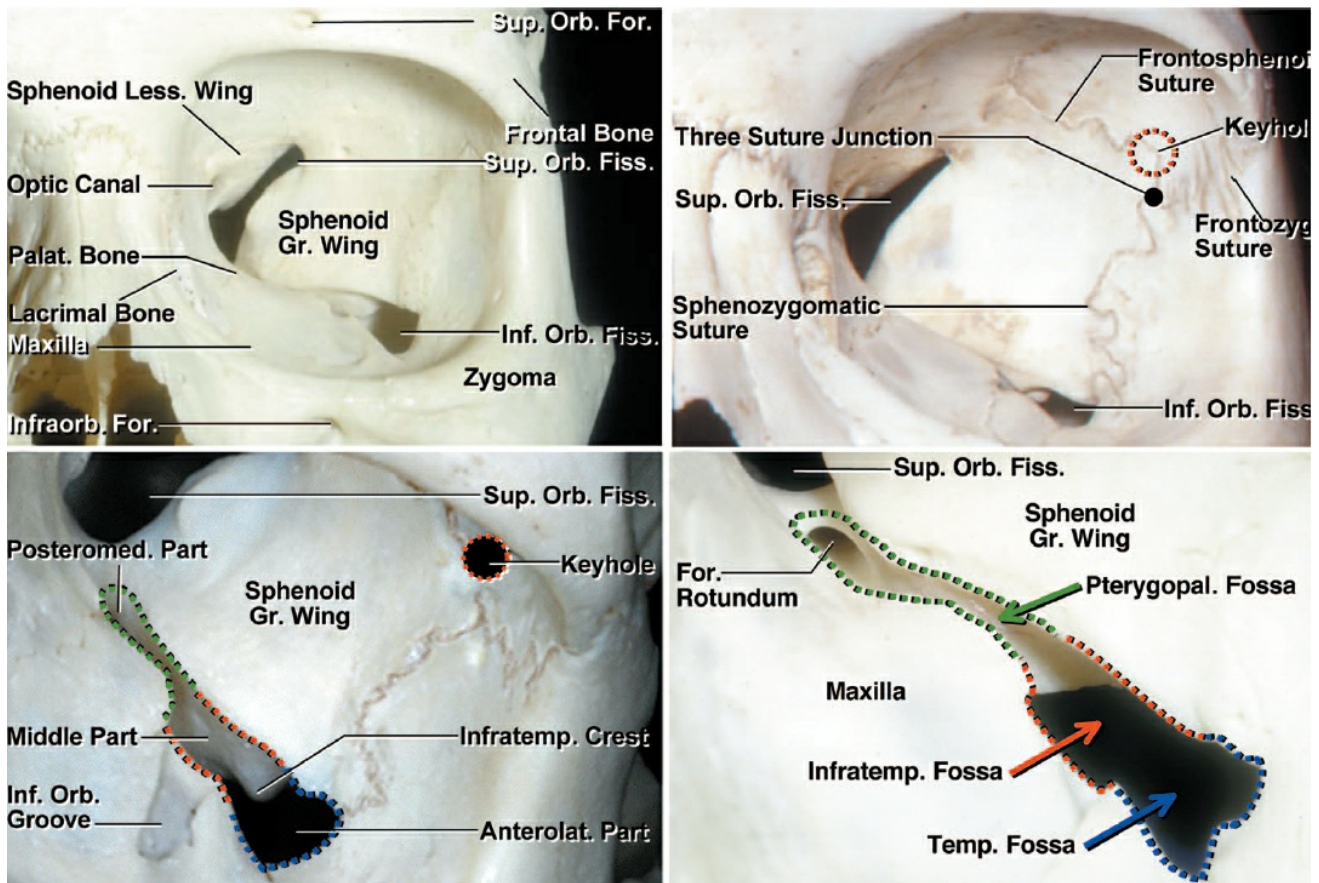 Sup. Orb. For.
Sphenoid Less. Wing
Frontal Bone
Sup. Orb. Fiss.
Optic Canal
Sphenoid
Gr. Wing
Palat. Bone
Lacrimal Bone
Maxilla
Inf. Orb. Fiss.
Zygoma
Infraorb. For.
Frontosphenoi
Suture
Keyhol
Three Suture Junction
Sup. Orb. Fiss.
Frontozyg
Suture
Sphenozygomatic
Suture
Inf. Orb. Fiss
Sup. Orb. Fiss.
Posteromed. Part
Keyhole
Sphenoid
Gr. Wing
Middle Part
Infratemp. Crest
Inf. Orb.
Groove
Anterolat. Part
Sup. Orb. Fiss.
Sphenoid
Gr. Wing
For.
Rotundum
Pterygopal. Fossa
Maxilla
Infratemp. Fossa
Temp. Fossa